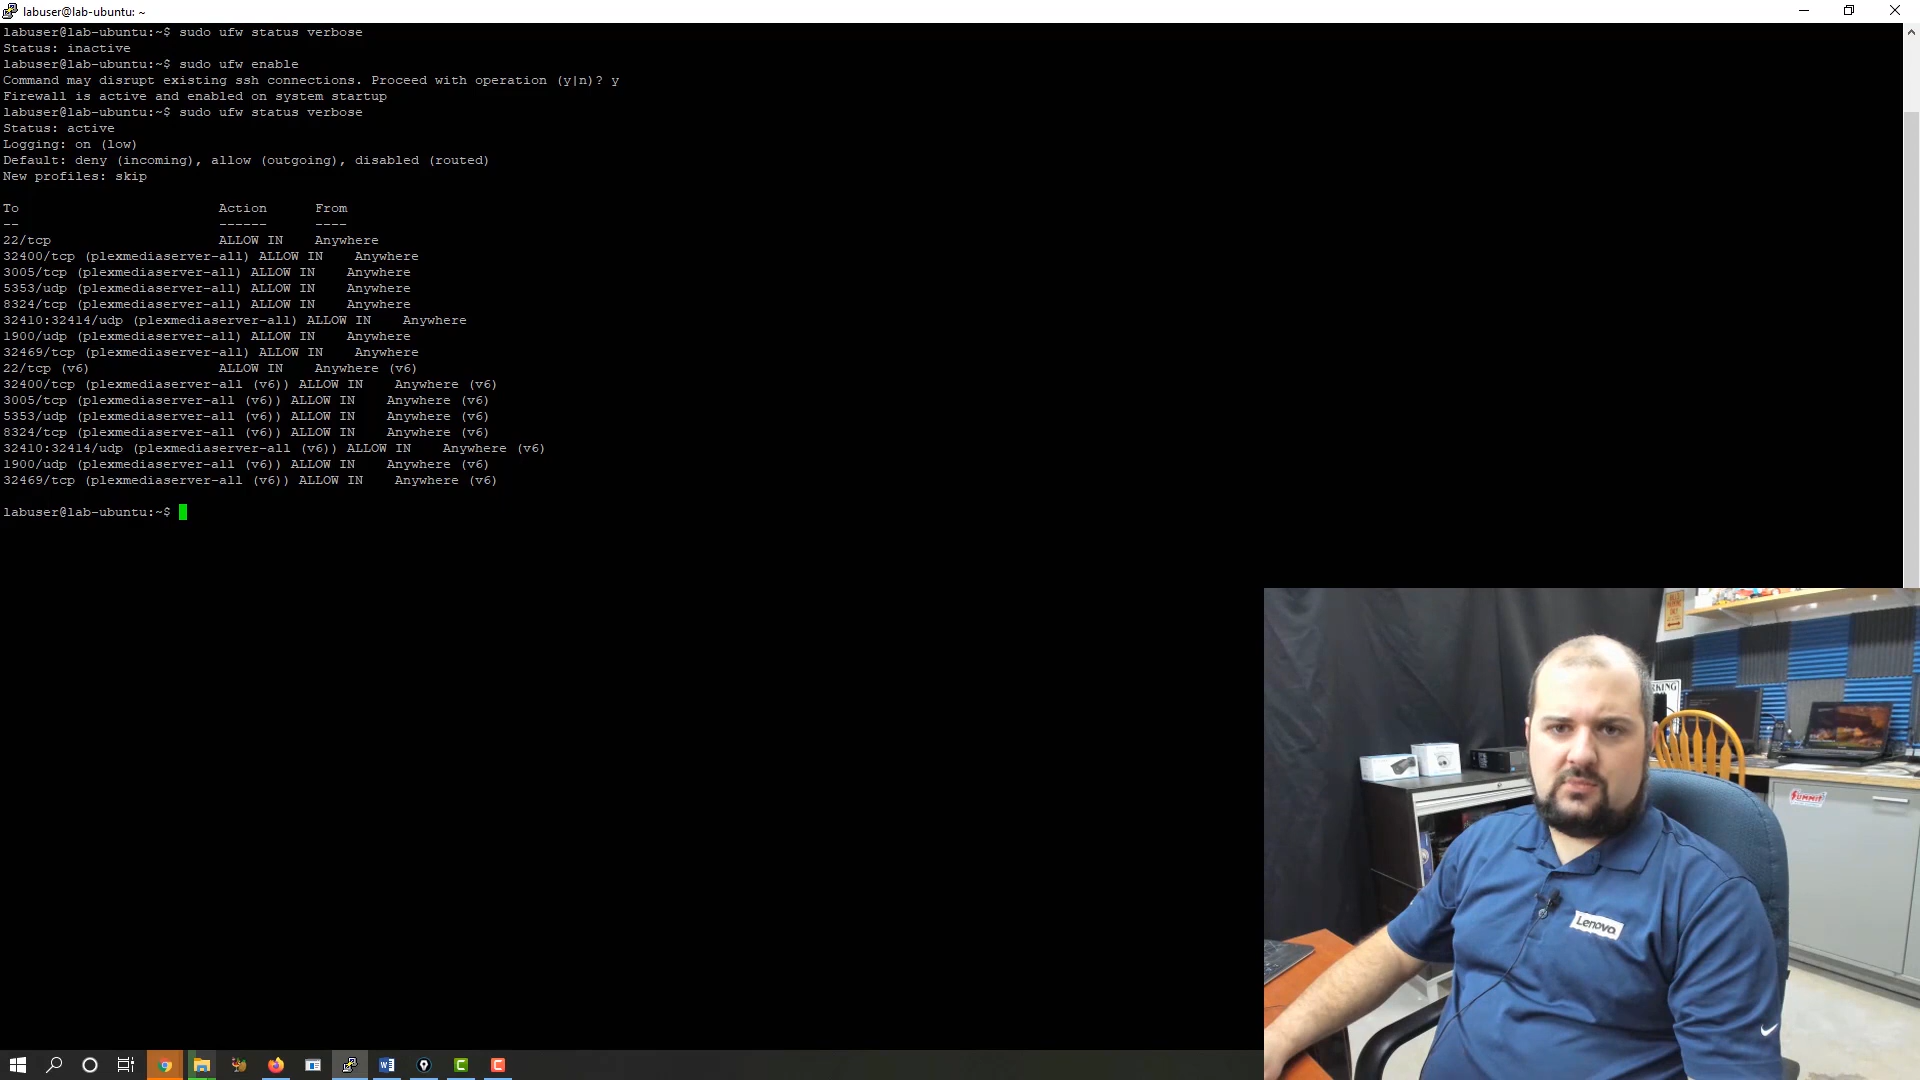 labuser@lab-ubuntu: ~
labuser@lab-ubuntu:~$ sudo ufw status verbose
Status: inactive
labuser@lab-ubuntu:~$ sudo ufw enable
Command may disrupt existing ssh connections. Proceed with operation (y|n)? y
Firewall is active and enabled on system startup
labuser@lab-ubuntu:~$ sudo ufw status verbose
Status: active
Logging: on (low)
Default: deny (incoming), allow (outgoing), disabled (routed)
New profiles: skip
To                         Action      From
--                         ------      ----
22/tcp                     ALLOW IN    Anywhere
32400/tcp (plexmediaserver-all) ALLOW IN    Anywhere
3005/tcp (plexmediaserver-all) ALLOW IN    Anywhere
5353/udp (plexmediaserver-all) ALLOW IN    Anywhere
8324/tcp (plexmediaserver-all) ALLOW IN    Anywhere
32410:32414/udp (plexmediaserver-all) ALLOW IN    Anywhere
1900/udp (plexmediaserver-all) ALLOW IN    Anywhere
32469/tcp (plexmediaserver-all) ALLOW IN    Anywhere
22/tcp (v6)                ALLOW IN    Anywhere (v6)
32400/tcp (plexmediaserver-all (v6)) ALLOW IN    Anywhere (v6)
3005/tcp (plexmediaserver-all (v6)) ALLOW IN    Anywhere (v6)
5353/udp (plexmediaserver-all (v6)) ALLOW IN    Anywhere (v6)
8324/tcp (plexmediaserver-all (v6)) ALLOW IN    Anywhere (v6)
32410:32414/udp (plexmediaserver-all (v6)) ALLOW IN    Anywhere (v6)
1900/udp (plexmediaserver-all (v6)) ALLOW IN    Anywhere (v6)
32469/tcp (plexmediaserver-all (v6)) ALLOW IN    Anywhere (v6)
labuser@lab-ubuntu:~$
SUMMIT
Lenovo